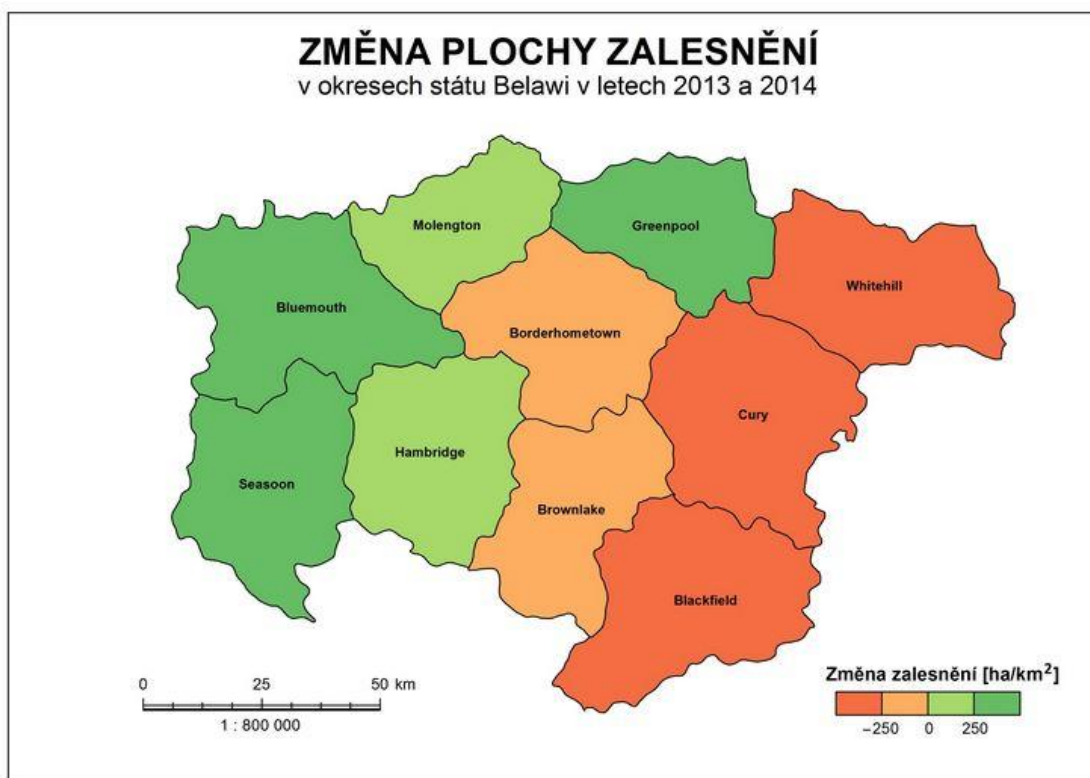 ZMĚNA PLOCHY ZALESNĚNÍ
v okresech státu Belawi v letech 2013 a 2014
Molengton
Greenpool
Whitehill
Bluemouth
Borderhometown
Cury
Hambridge
Seasoon
Brownlake
Blackfield
Změna zalesnění [ha/km²]
−250 0 250
0 25 50 km
1 : 800 000